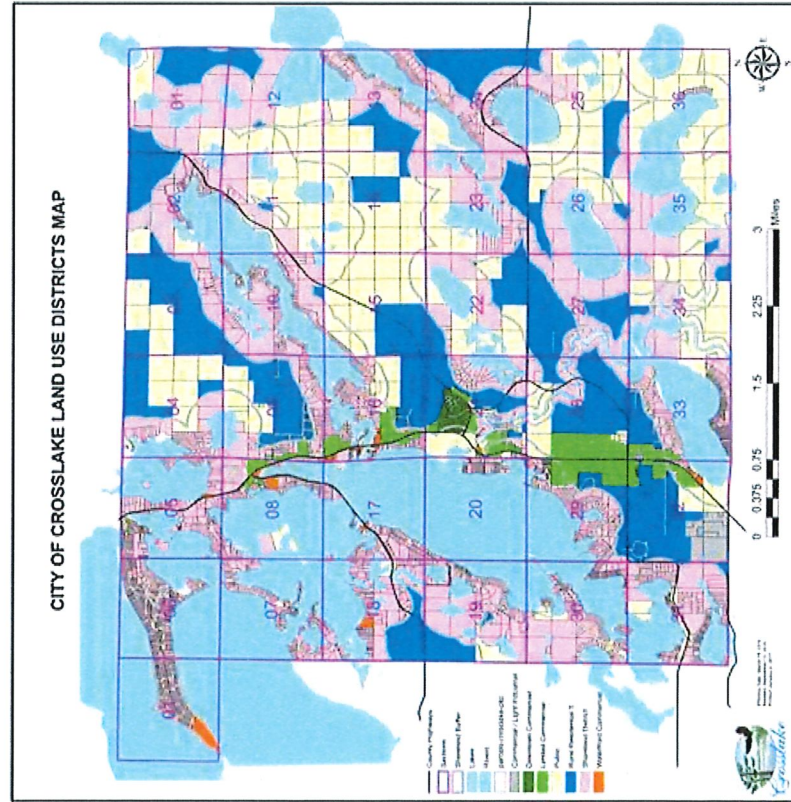 CITY OF CROSSLAKE LAND USE DISTRICTS MAP
01
12
13
24
25
36
02
11
14
23
26
35
10
15
22
27
34
04
16
33
05
08
17
20
29
07
18
19
30
County Highways
Sections
Shoreland Buffer
Lakes
Rivers
Commercial / Light Industrial
Downtown Commercial
Limited Commercial
Public
Rural Residential 5
Shoreland District
Waterfront Commercial
0 0.375 0.75 1.5 2.25 3
Miles
N
E
S
W
Crosslake